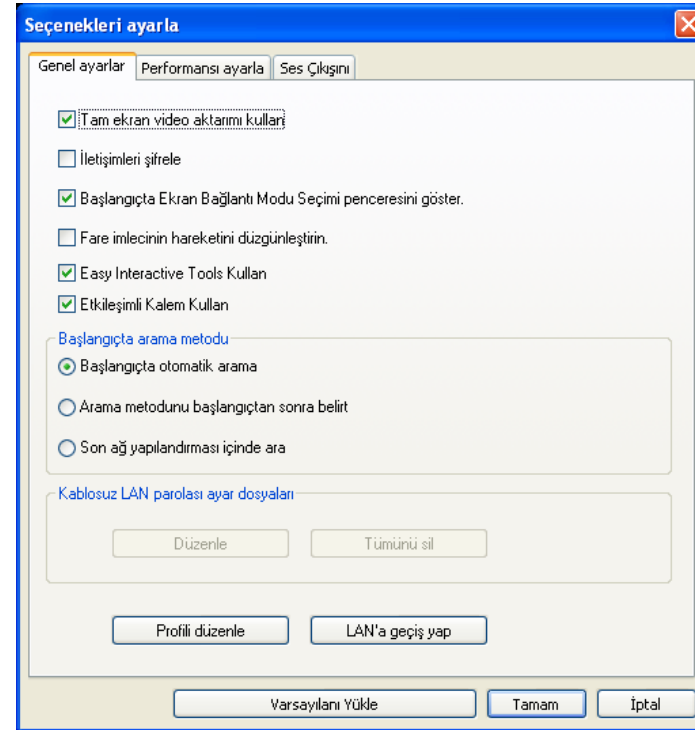 Seçenekleri ayarla
Genel ayarlar Performansı ayarla Ses Çıkışını
Tam ekran video aktarımı kullan
İletişimleri şifrele
Başlangıçta Ekran Bağlantı Modu Seçimi penceresini göster.
Fare imlecinin hareketini düzgünleştirin.
Easy Interactive Tools Kullan
Etkileşimli Kalem Kullan
Başlangıçta arama metodu
Başlangıçta otomatik arama
Arama metodunu başlangıçtan sonra belirt
Son ağ yapılandırması içinde ara
Kablosuz LAN parolası ayar dosyaları
Düzenle Tümünü sil
Profili düzenle LAN'a geçiş yap
Varsayılanı Yükle Tamam İptal